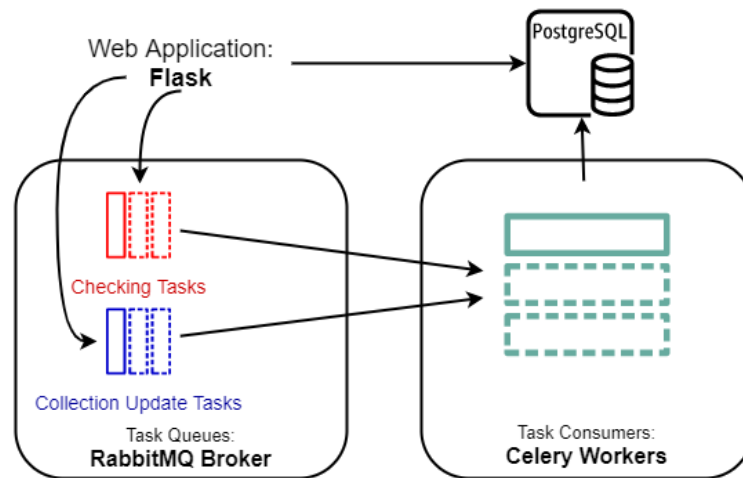 Web Application:
Flask
PostgreSQL
Checking Tasks
Collection Update Tasks
Task Queues:
RabbitMQ Broker
Task Consumers:
Celery Workers